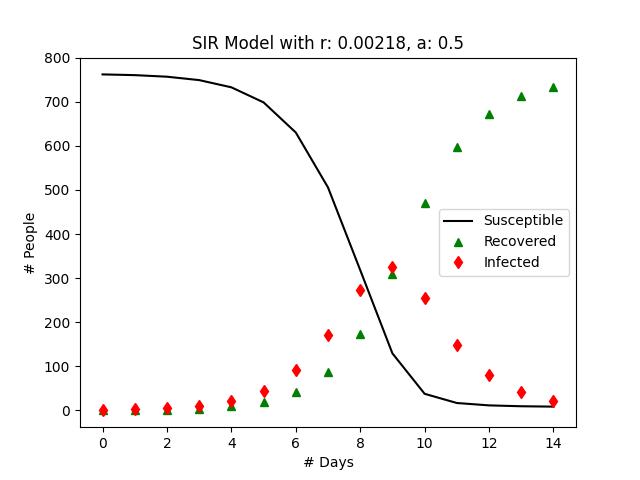 SIR Model with r: 0.00218, a: 0.5
800
700
600
500
400
300
200
100
0
# People
Susceptible
Recovered
Infected
0 2 4 6 8 10 12 14
# Days